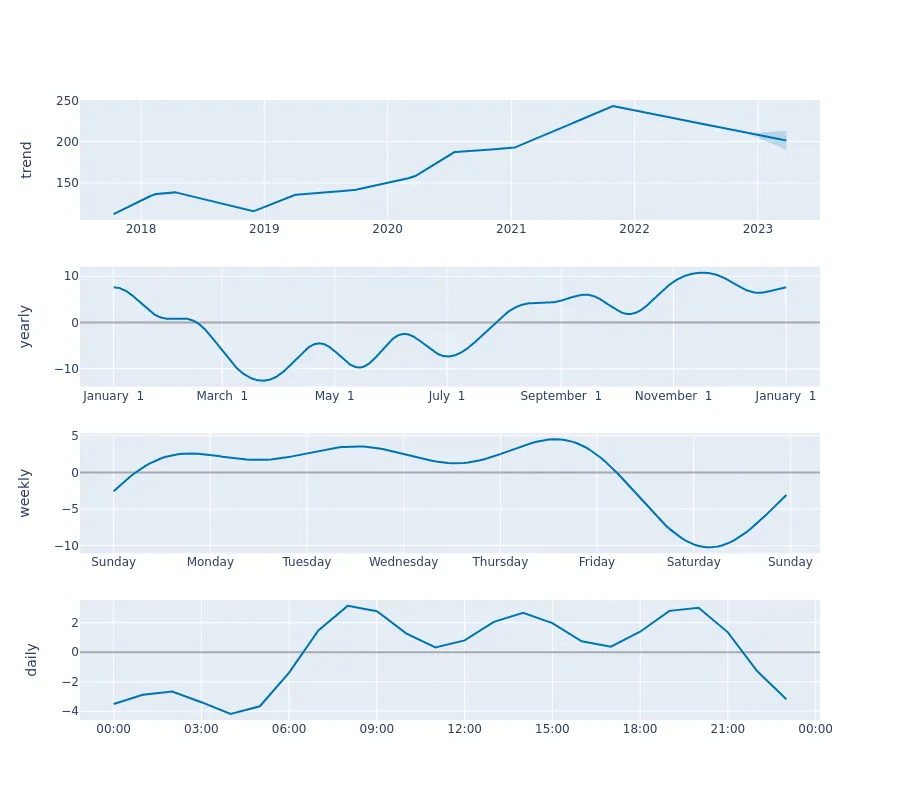 trend
250
200
150
2018 2019 2020 2021 2022 2023
yearly
10
0
−10
January 1 March 1 May 1 July 1 September 1 November 1 January 1
weekly
5
0
−5
−10
Sunday Monday Tuesday Wednesday Thursday Friday Saturday Sunday
daily
2
0
−2
−4
00:00 03:00 06:00 09:00 12:00 15:00 18:00 21:00 00:00